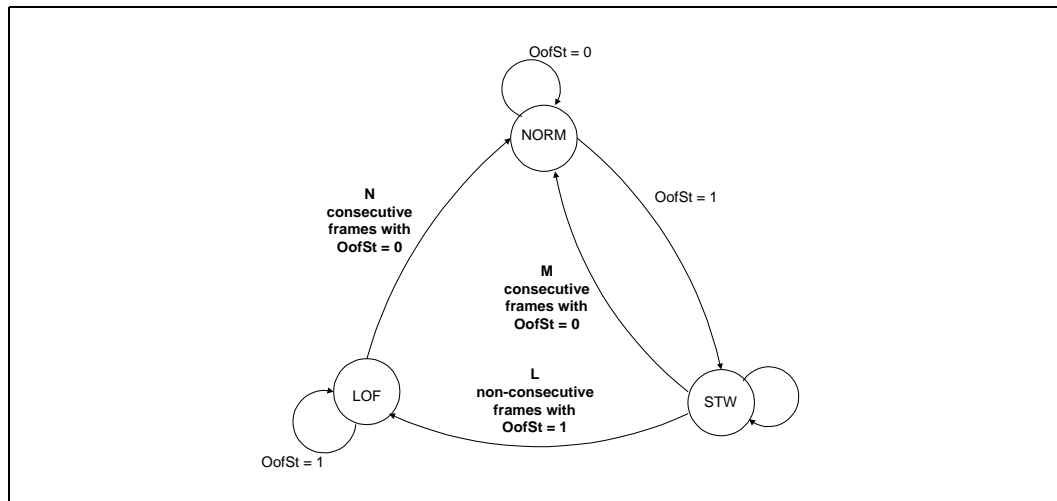 OofSt = 0
NORM
OofSt = 1
N
consecutive
frames with
OofSt = 0
M
consecutive
frames with
OofSt = 0
L
non-consecutive
frames with
OofSt = 1
LOF
STW
OofSt = 1